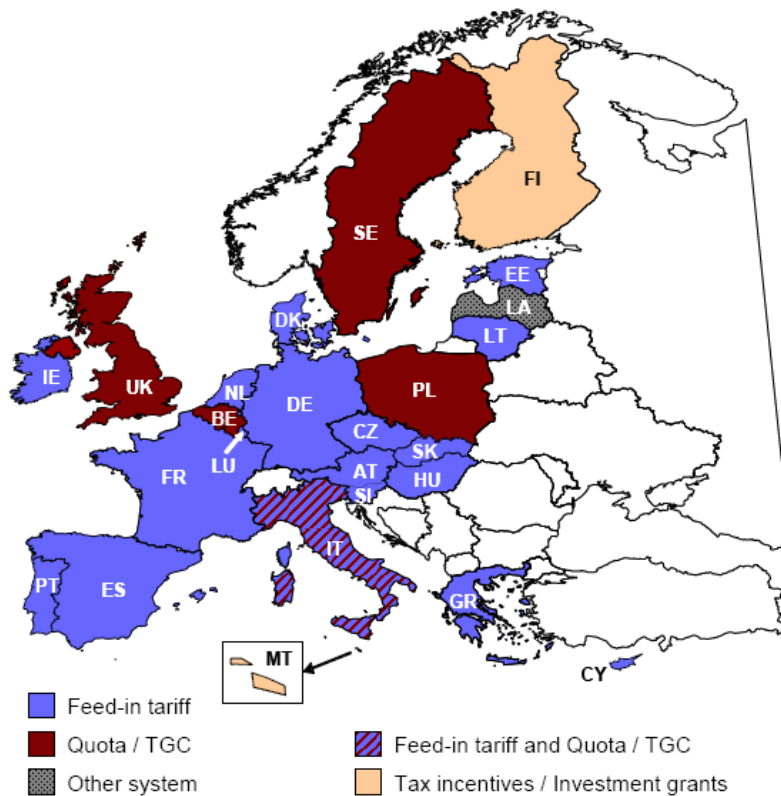 FI
SE
EE
LA
DK
LT
IE
UK
NL
PL
BE
DE
CZ
LU
SK
FR
AT
HU
SI
IT
PT
ES
GR
MT
CY
Feed-in tariff
Quota / TGC
Feed-in tariff and Quota / TGC
Other system
Tax incentives / Investment grants